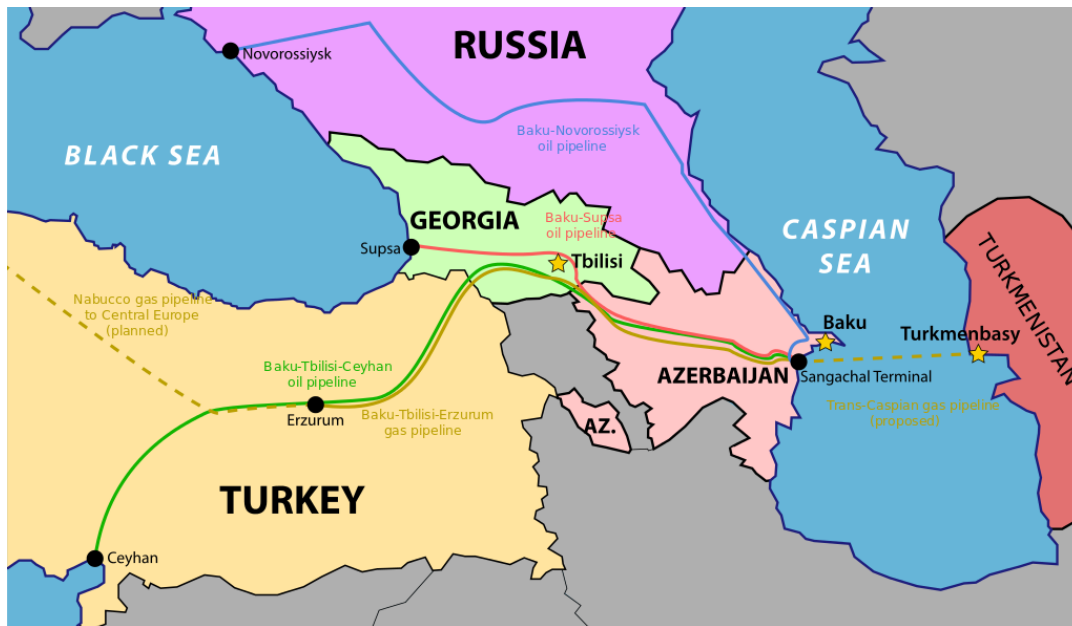 RUSSIA
Novorossiysk
Baku-Novorossiysk
oil pipeline
BLACK SEA
GEORGIA
Baku-Supsa
oil pipeline
Supsa
Tbilisi
CASPIAN
SEA
TURKMENISTAN
Nabucco gas pipeline
to Central Europe
(planned)
Baku
Turkmenbasy
Baku-Tbilisi-Ceyhan
oil pipeline
AZERBAIJAN
Sangachal Terminal
Erzurum
Baku-Tbilisi-Erzurum
gas pipeline
AZ.
Trans-Caspian gas pipeline
(proposed)
TURKEY
Ceyhan